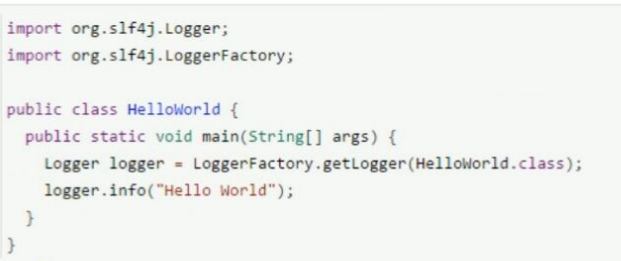 import org.slf4j.Logger;
import org.slf4j.LoggerFactory;
public class HelloWorld {
public static void main(String[] args) {
Logger logger = LoggerFactory.getLogger(HelloWorld.class);
logger.info("Hello World");
}
}